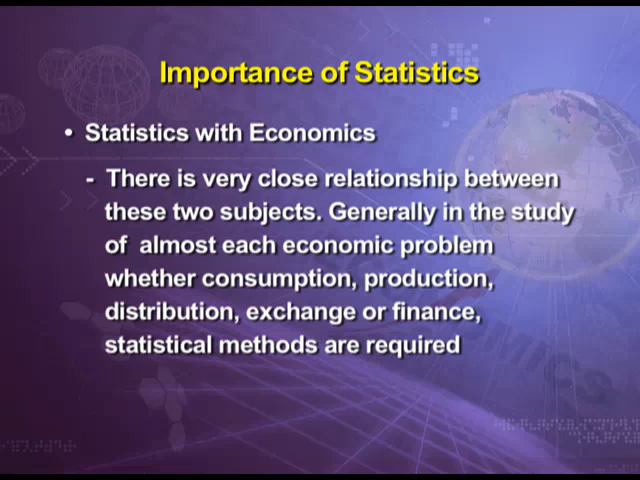 Importance of Statistics
• Statistics with Economics
- There is very close relationship between
these two subjects. Generally in the study
of almost each economic problem
whether consumption, production,
distribution, exchange or finance,
statistical methods are required